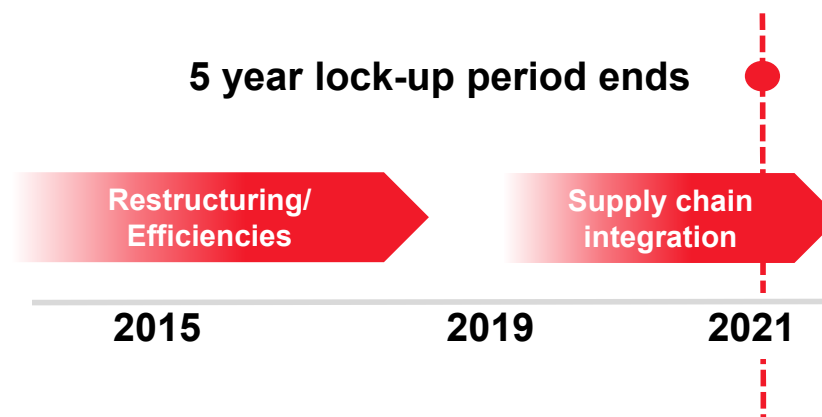 5 year lock-up period ends
Restructuring/
Efficiencies
Supply chain
integration
2015
2019
2021